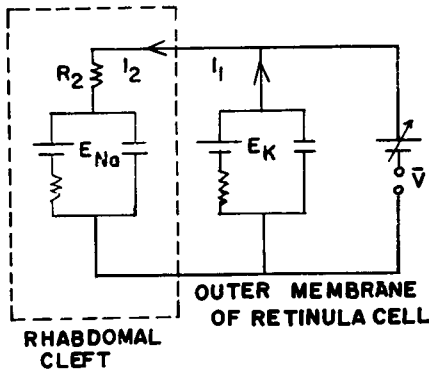 R2 I2 I1
ENa EK V̄
OUTER MEMBRANE
OF RETINULA CELL
RHABDOMAL
CLEFT